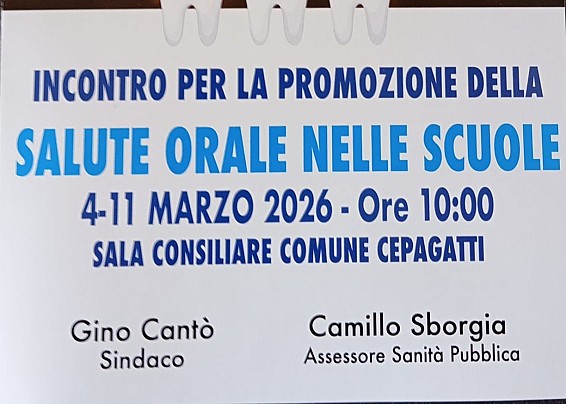 INCONTRO PER LA PROMOZIONE DELLA
SALUTE ORALE NELLE SCUOLE
4-11 MARZO 2026 - Ore 10:00
SALA CONSILIARE COMUNE CEPAGATTI
Gino Cantò
Sindaco
Camillo Sborgia
Assessore Sanità Pubblica